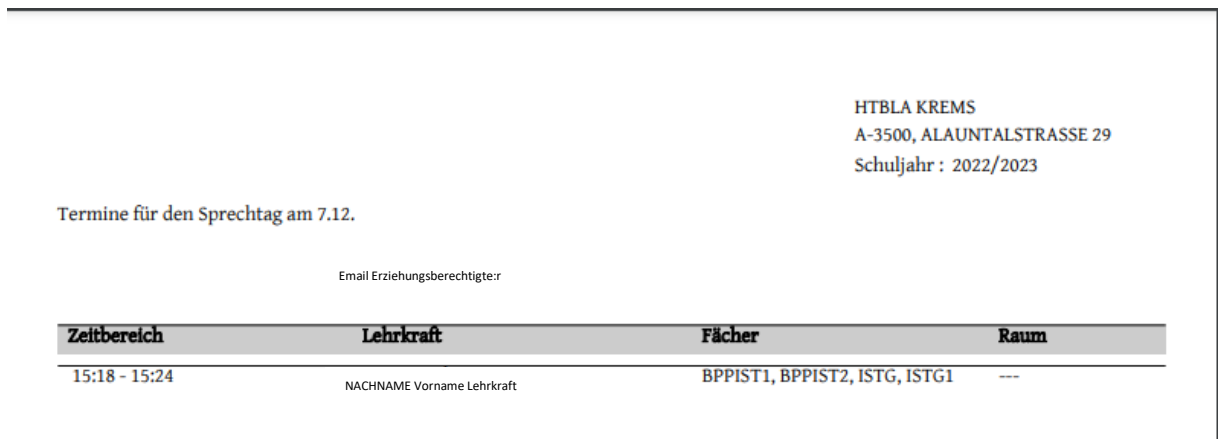 HTBLA KREMS
A-3500, ALAUNTALSTRASSE 29
Schuljahr : 2022/2023
Termine für den Sprechtag am 7.12.
Email Erziehungsberechtigte:r
Zeitbereich Lehrkraft Fächer Raum
15:18 - 15:24 NACHNAME Vorname Lehrkraft BPPIST1, BPPIST2, ISTG, ISTG1 ---